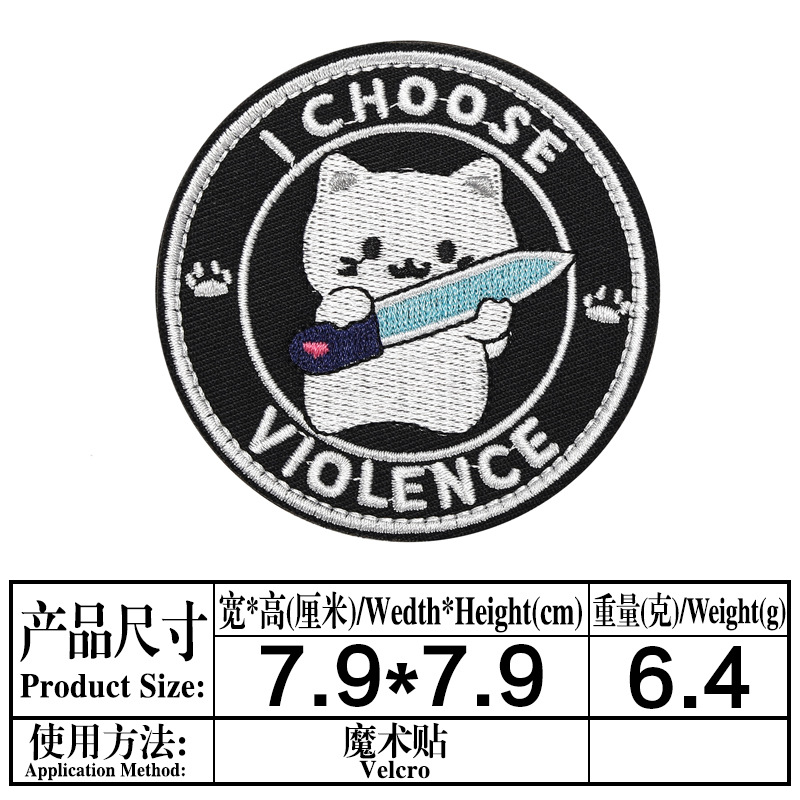 I CHOOSE
VIOLENCE
产品尺寸
Product Size:
宽*高(厘米)/Wedth*Height(cm)
重量(克)/Weight(g)
7.9*7.9
6.4
使用方法:
Application Method:
魔术贴
Velcro